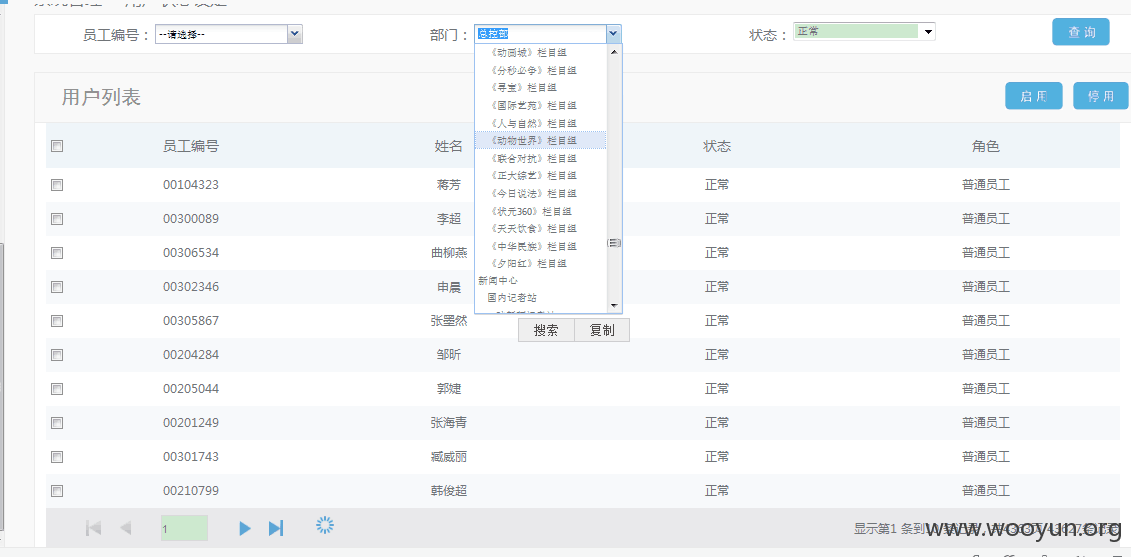 员工编号： --请选择-- 部门： 总控部 状态： 正常 查 询
《动画城》栏目组
《分秒必争》栏目组
《寻宝》栏目组
《国际艺苑》栏目组
《人与自然》栏目组
《动物世界》栏目组
《联合对抗》栏目组
《正大综艺》栏目组
《今日说法》栏目组
《状元360》栏目组
《天天饮食》栏目组
《中华民族》栏目组
《夕阳红》栏目组
新闻中心
国内记者站
搜索 复制
用户列表 启 用 停 用
员工编号 姓名 状态 角色
00104323 蒋芳 正常 普通员工
00300089 李超 正常 普通员工
00306534 曲柳燕 正常 普通员工
00302346 申晨 正常 普通员工
00305867 张墨然 正常 普通员工
00204284 邹昕 正常 普通员工
00205044 郭婕 正常 普通员工
00201249 张海青 正常 普通员工
00301743 臧威丽 正常 普通员工
00210799 韩俊超 正常 普通员工
1 显示第1 条到
www.wooyun.org